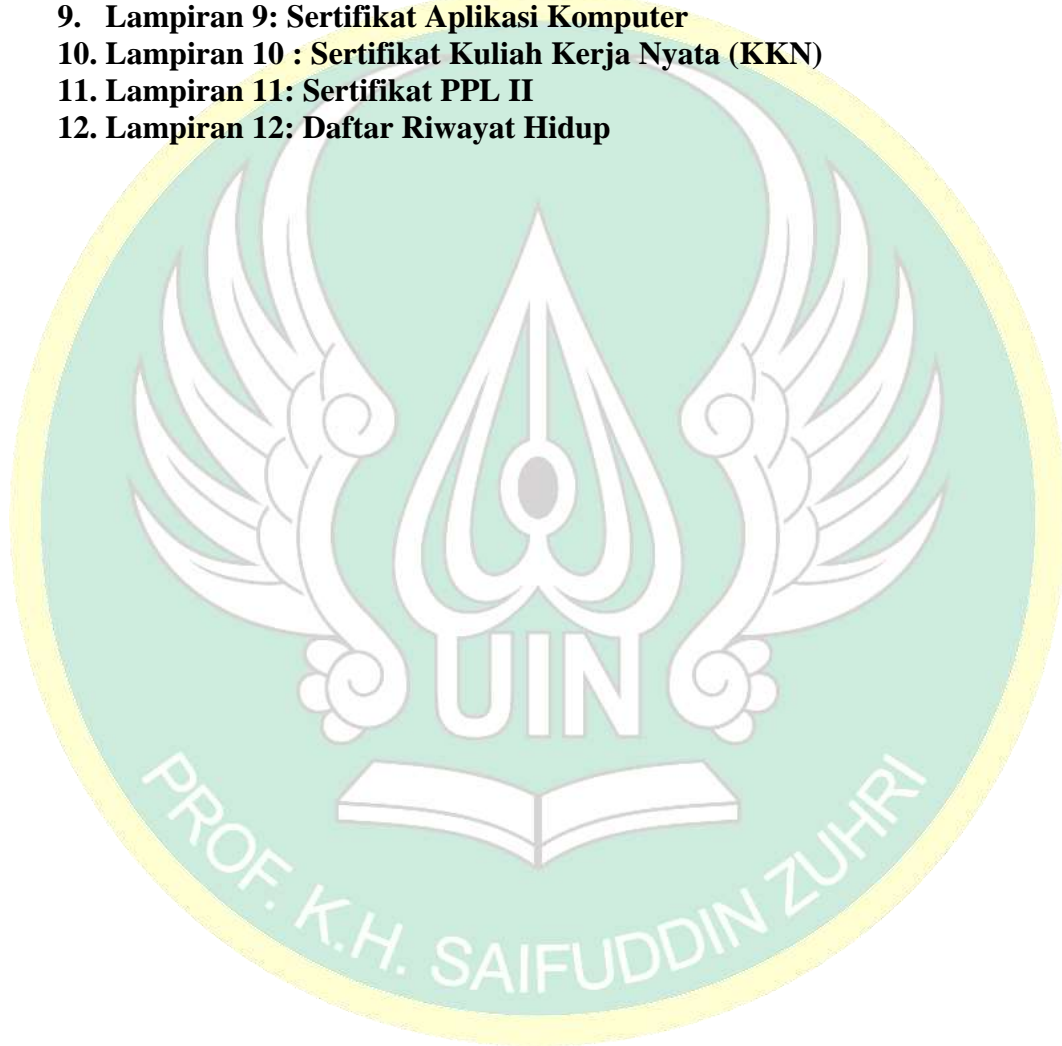 9. Lampiran 9: Sertifikat Aplikasi Komputer
10. Lampiran 10 : Sertifikat Kuliah Kerja Nyata (KKN)
11. Lampiran 11: Sertifikat PPL II
12. Lampiran 12: Daftar Riwayat Hidup
UIN
PROF. K.H. SAIFUDDIN ZUHRI